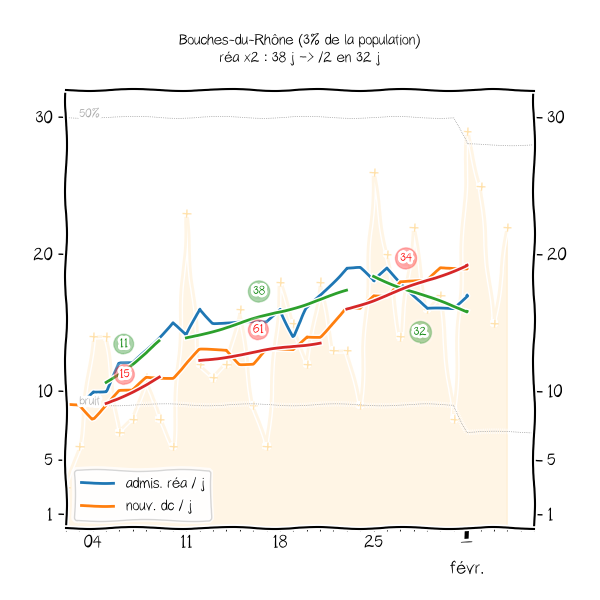 Bouches-du-Rhône (3% de la population)
réa x2 : 38 j -> /2 en 32 j
30 30
50%
34
20 20
38
61
32
11
15
10 10
bruit
5 5
admis. réa / j
nouv. dc / j
1 1
04 11 18 25 1
févr.